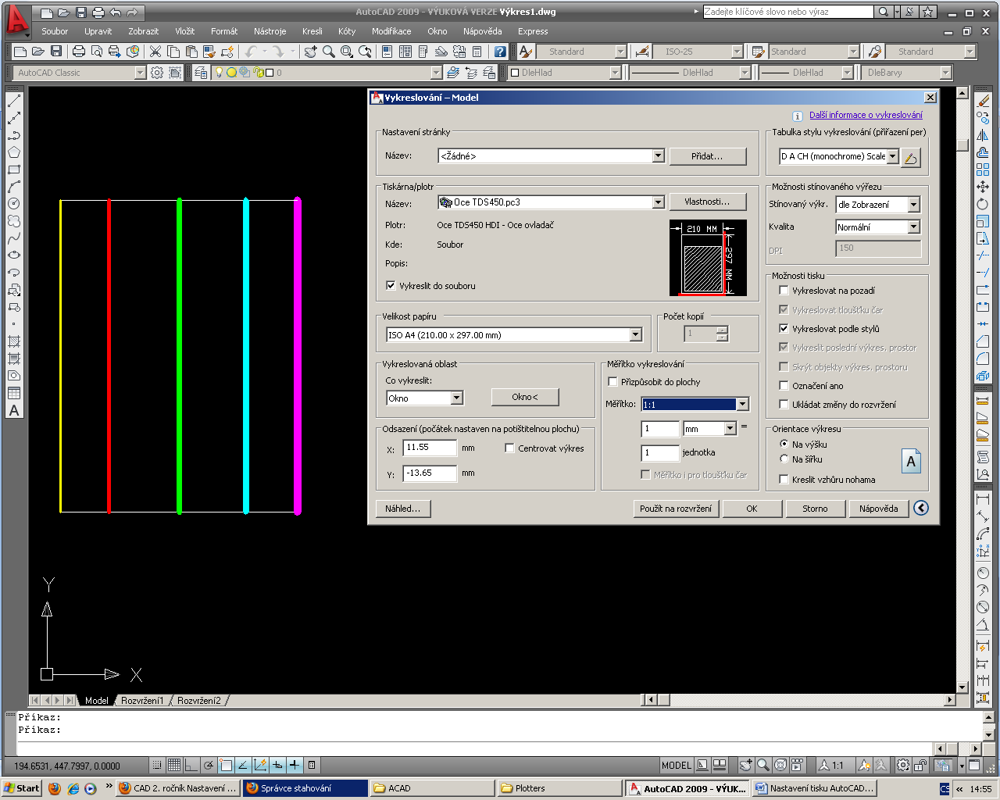 AutoCAD 2009 - VÝUKOVÁ VERZE Výkres1.dwg
Zadejte klíčové slovo nebo výraz
Soubor Upravit Zobrazit Vložit Formát Nástroje Kresli Kóty Modifikace Okno Nápověda Express
Standard ISO-25 Standard Standard
AutoCAD Classic 0 DleHlad DleHlad DleHlad DleBarvy
Vykreslování – Model
Další informace o vykreslování
Nastavení stránky
Název: <Žádné> Přidat...
Tabulka stylu vykreslování (přiřazení per)
D A CH (monochrome) Scale
Tiskárna/plotr
Název: Oce TDS450.pc3 Vlastnosti...
Plotr: Oce TDS450 HDI - Oce ovladač
Kde: Soubor
Popis:
Vykreslit do souboru
210 MM
297 MM
Možnosti stínovaného výřezu
Stínovaný výkr. dle Zobrazení
Kvalita Normální
DPI 150
Velikost papíru
ISO A4 (210.00 x 297.00 mm)
Počet kopií
1
Možnosti tisku
Vykreslovat na pozadí
Vykreslovat tloušťku čar
Vykreslovat podle stylů
Vykreslit poslední výkres. prostor
Skrýt objekty výkres. prostoru
Označení ano
Ukládat změny do rozvržení
Vykreslovaná oblast
Co vykreslit:
Okno Okno<
Měřítko vykreslování
Přizpůsobit do plochy
Měřítko: 1:1
1 mm =
1 jednotka
Měřítko i pro tloušťku čar
Odsazení (počátek nastaven na potištitelnou plochu)
X: 11.55 mm Centrovat výkres
Y: -13.65 mm
Orientace výkresu
Na výšku
Na šířku
Kreslit vzhůru nohama
A
Náhled... Použít na rozvržení OK Storno Nápověda
A
Y
X
Model Rozvržení1 Rozvržení2
Příkaz:
Příkaz:
194.6531, 447.7997, 0.0000 MODEL 1:1
Start CAD 2. ročník Nastavení ... Správce stahování ACAD Plotters AutoCAD 2009 - VÝUK... Nastavení tisku AutoCAD... CS 14:55